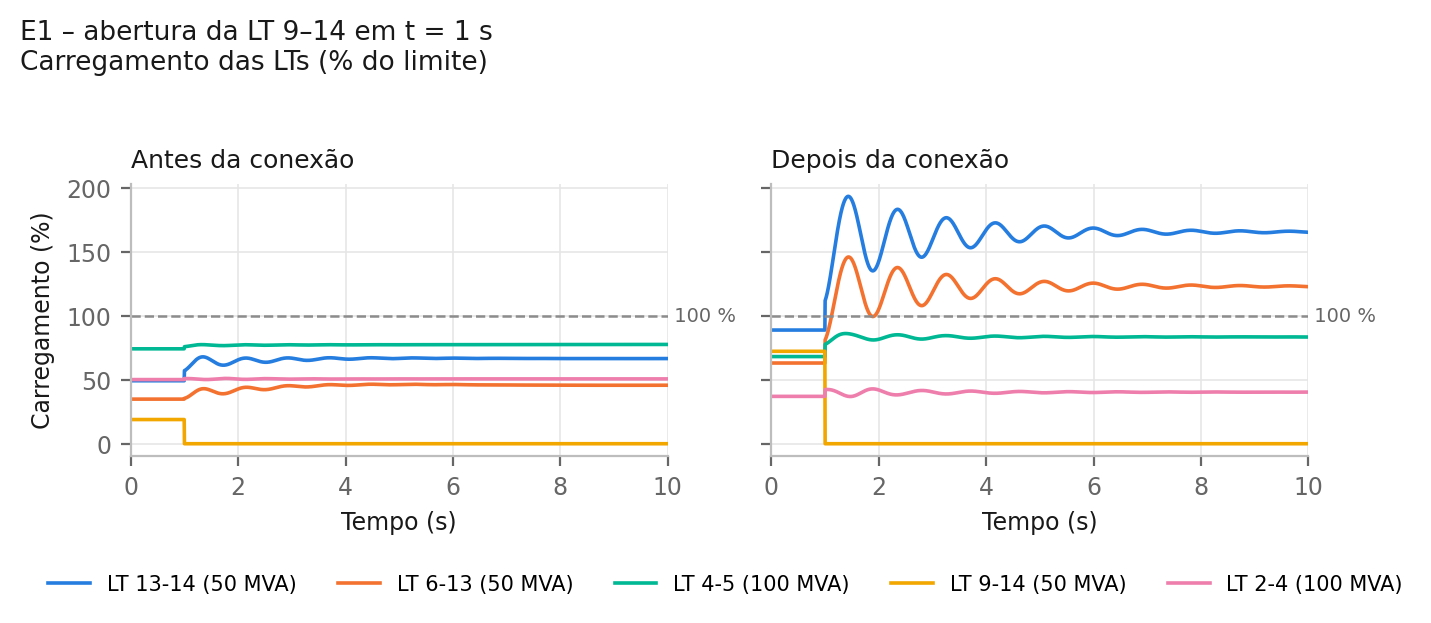 E1 – abertura da LT 9–14 em t = 1 s
Carregamento das LTs (% do limite)
Antes da conexão
Depois da conexão
Carregamento (%)
200
150
100
50
0
100 %
100 %
0 2 4 6 8 10
0 2 4 6 8 10
Tempo (s)
Tempo (s)
LT 13-14 (50 MVA) LT 6-13 (50 MVA) LT 4-5 (100 MVA) LT 9-14 (50 MVA) LT 2-4 (100 MVA)